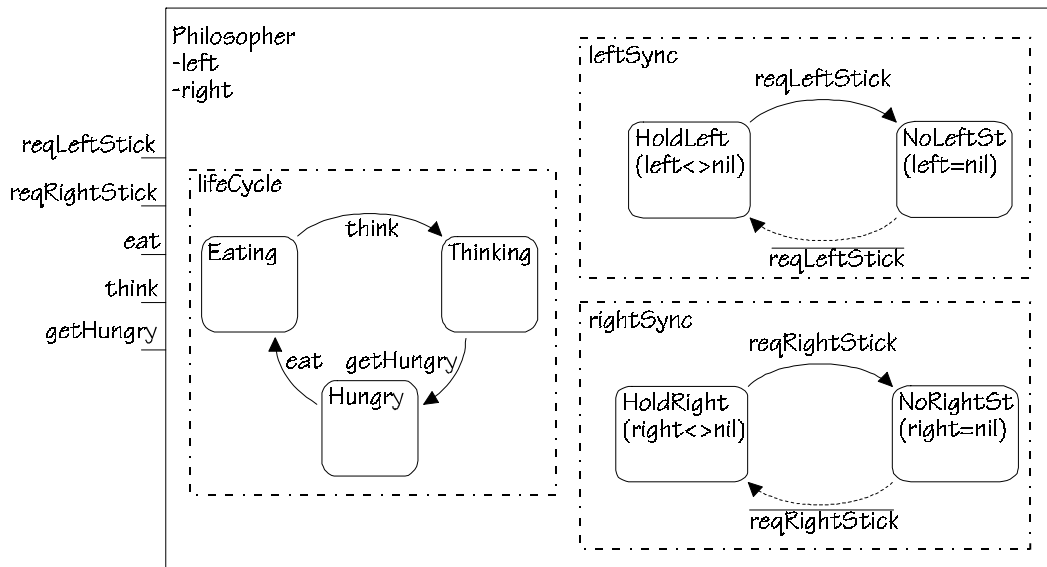 Philosopher
-left
-right
reqLeftStick
reqRightStick
eat
think
getHungry
lifeCycle
think
Eating
Thinking
eat
getHungry
Hungry
leftSync
reqLeftStick
HoldLeft
(left<>nil)
NoLeftSt
(left=nil)
reqLeftStick
rightSync
reqRightStick
HoldRight
(right<>nil)
NoRightSt
(right=nil)
reqRightStick